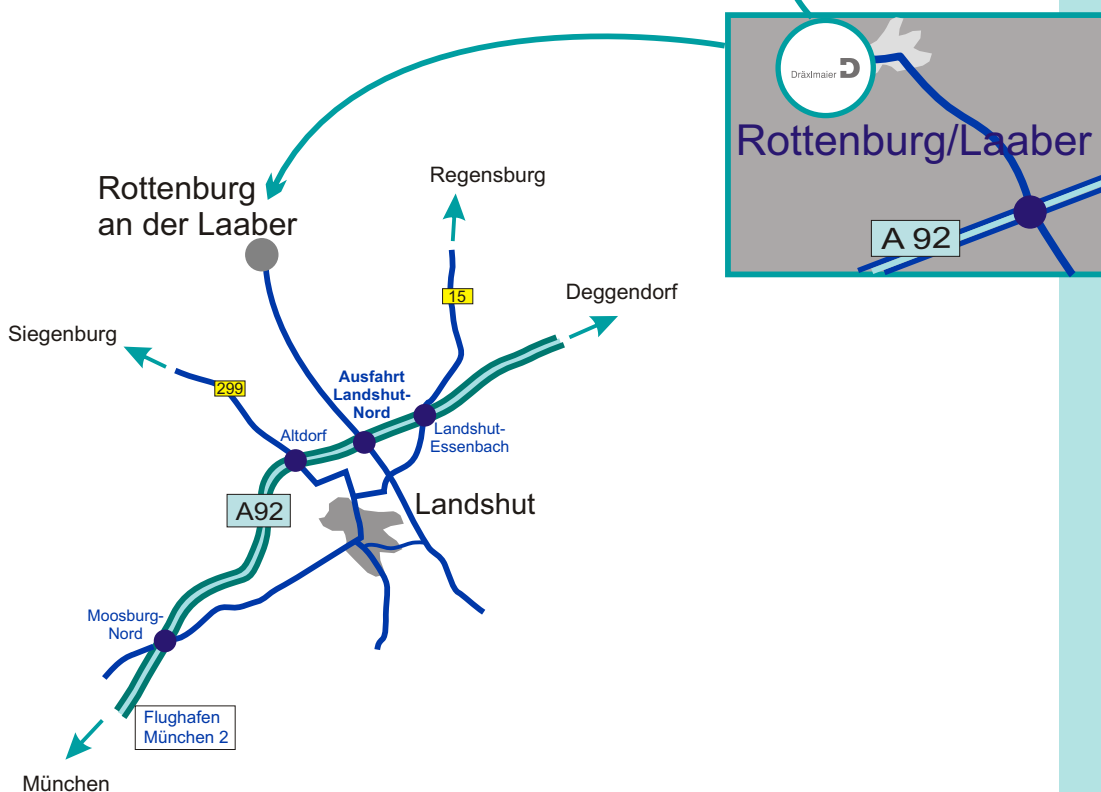 Dräxlmaier
Rottenburg/Laaber
A 92
Rottenburg
an der Laaber
Regensburg
15
Deggendorf
Siegenburg
299
Ausfahrt
Landshut-
Nord
Altdorf
Landshut-
Essenbach
A92
Landshut
Moosburg-
Nord
Flughafen
München 2
München